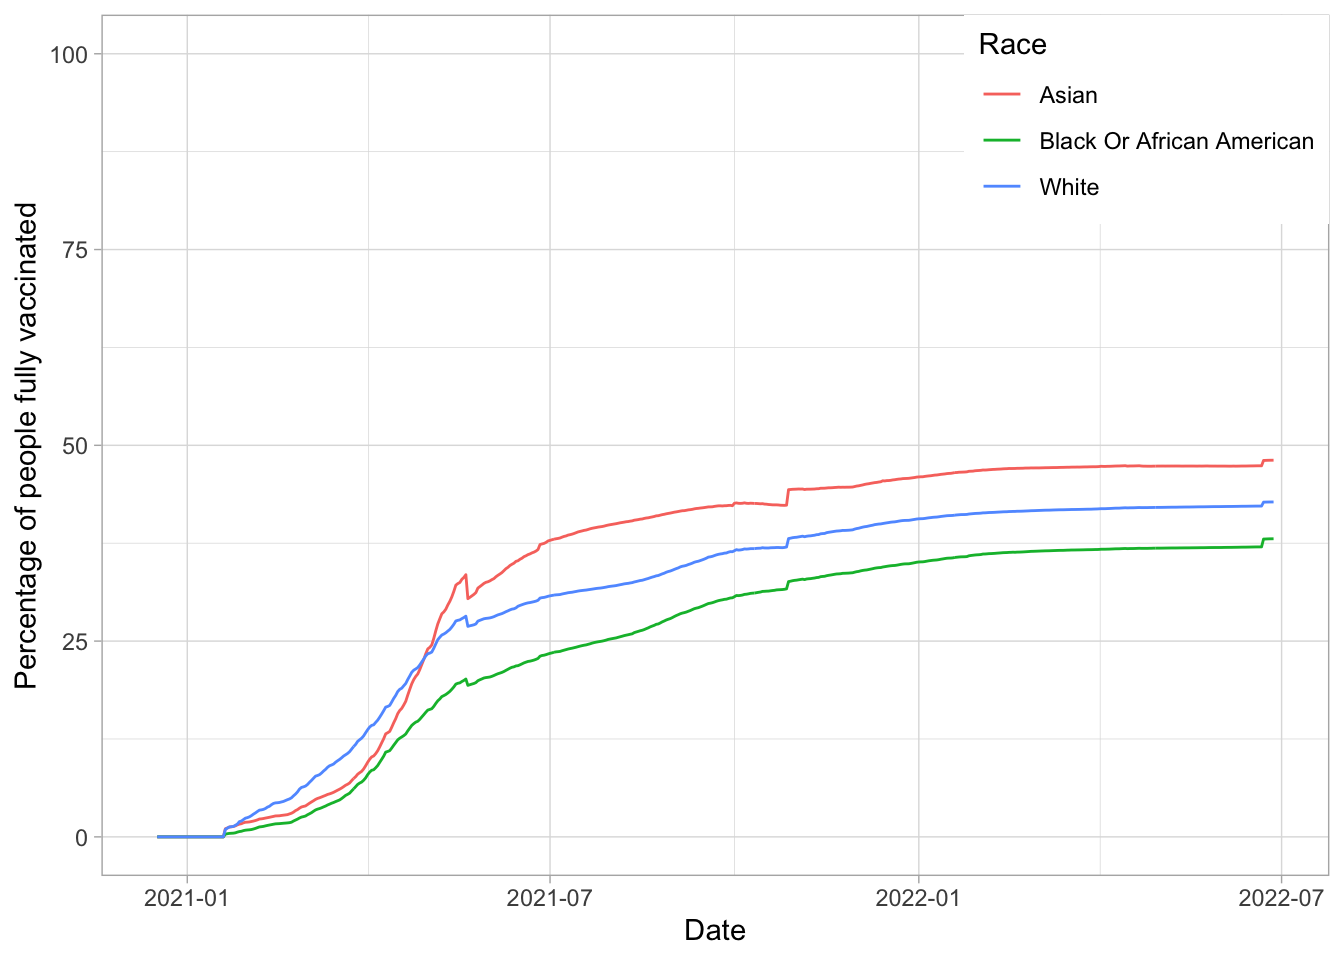 Race
Asian
Black Or African American
White
100
75
50
25
0
Percentage of people fully vaccinated
2021-01
2021-07
2022-01
2022-07
Date